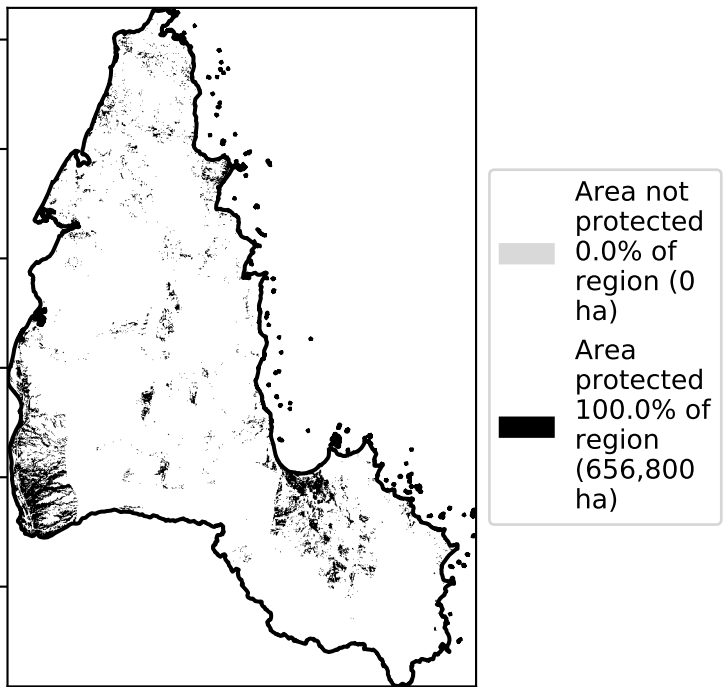 Area not
protected
0.0% of
region (0
ha)
Area
protected
100.0% of
region
(656,800
ha)